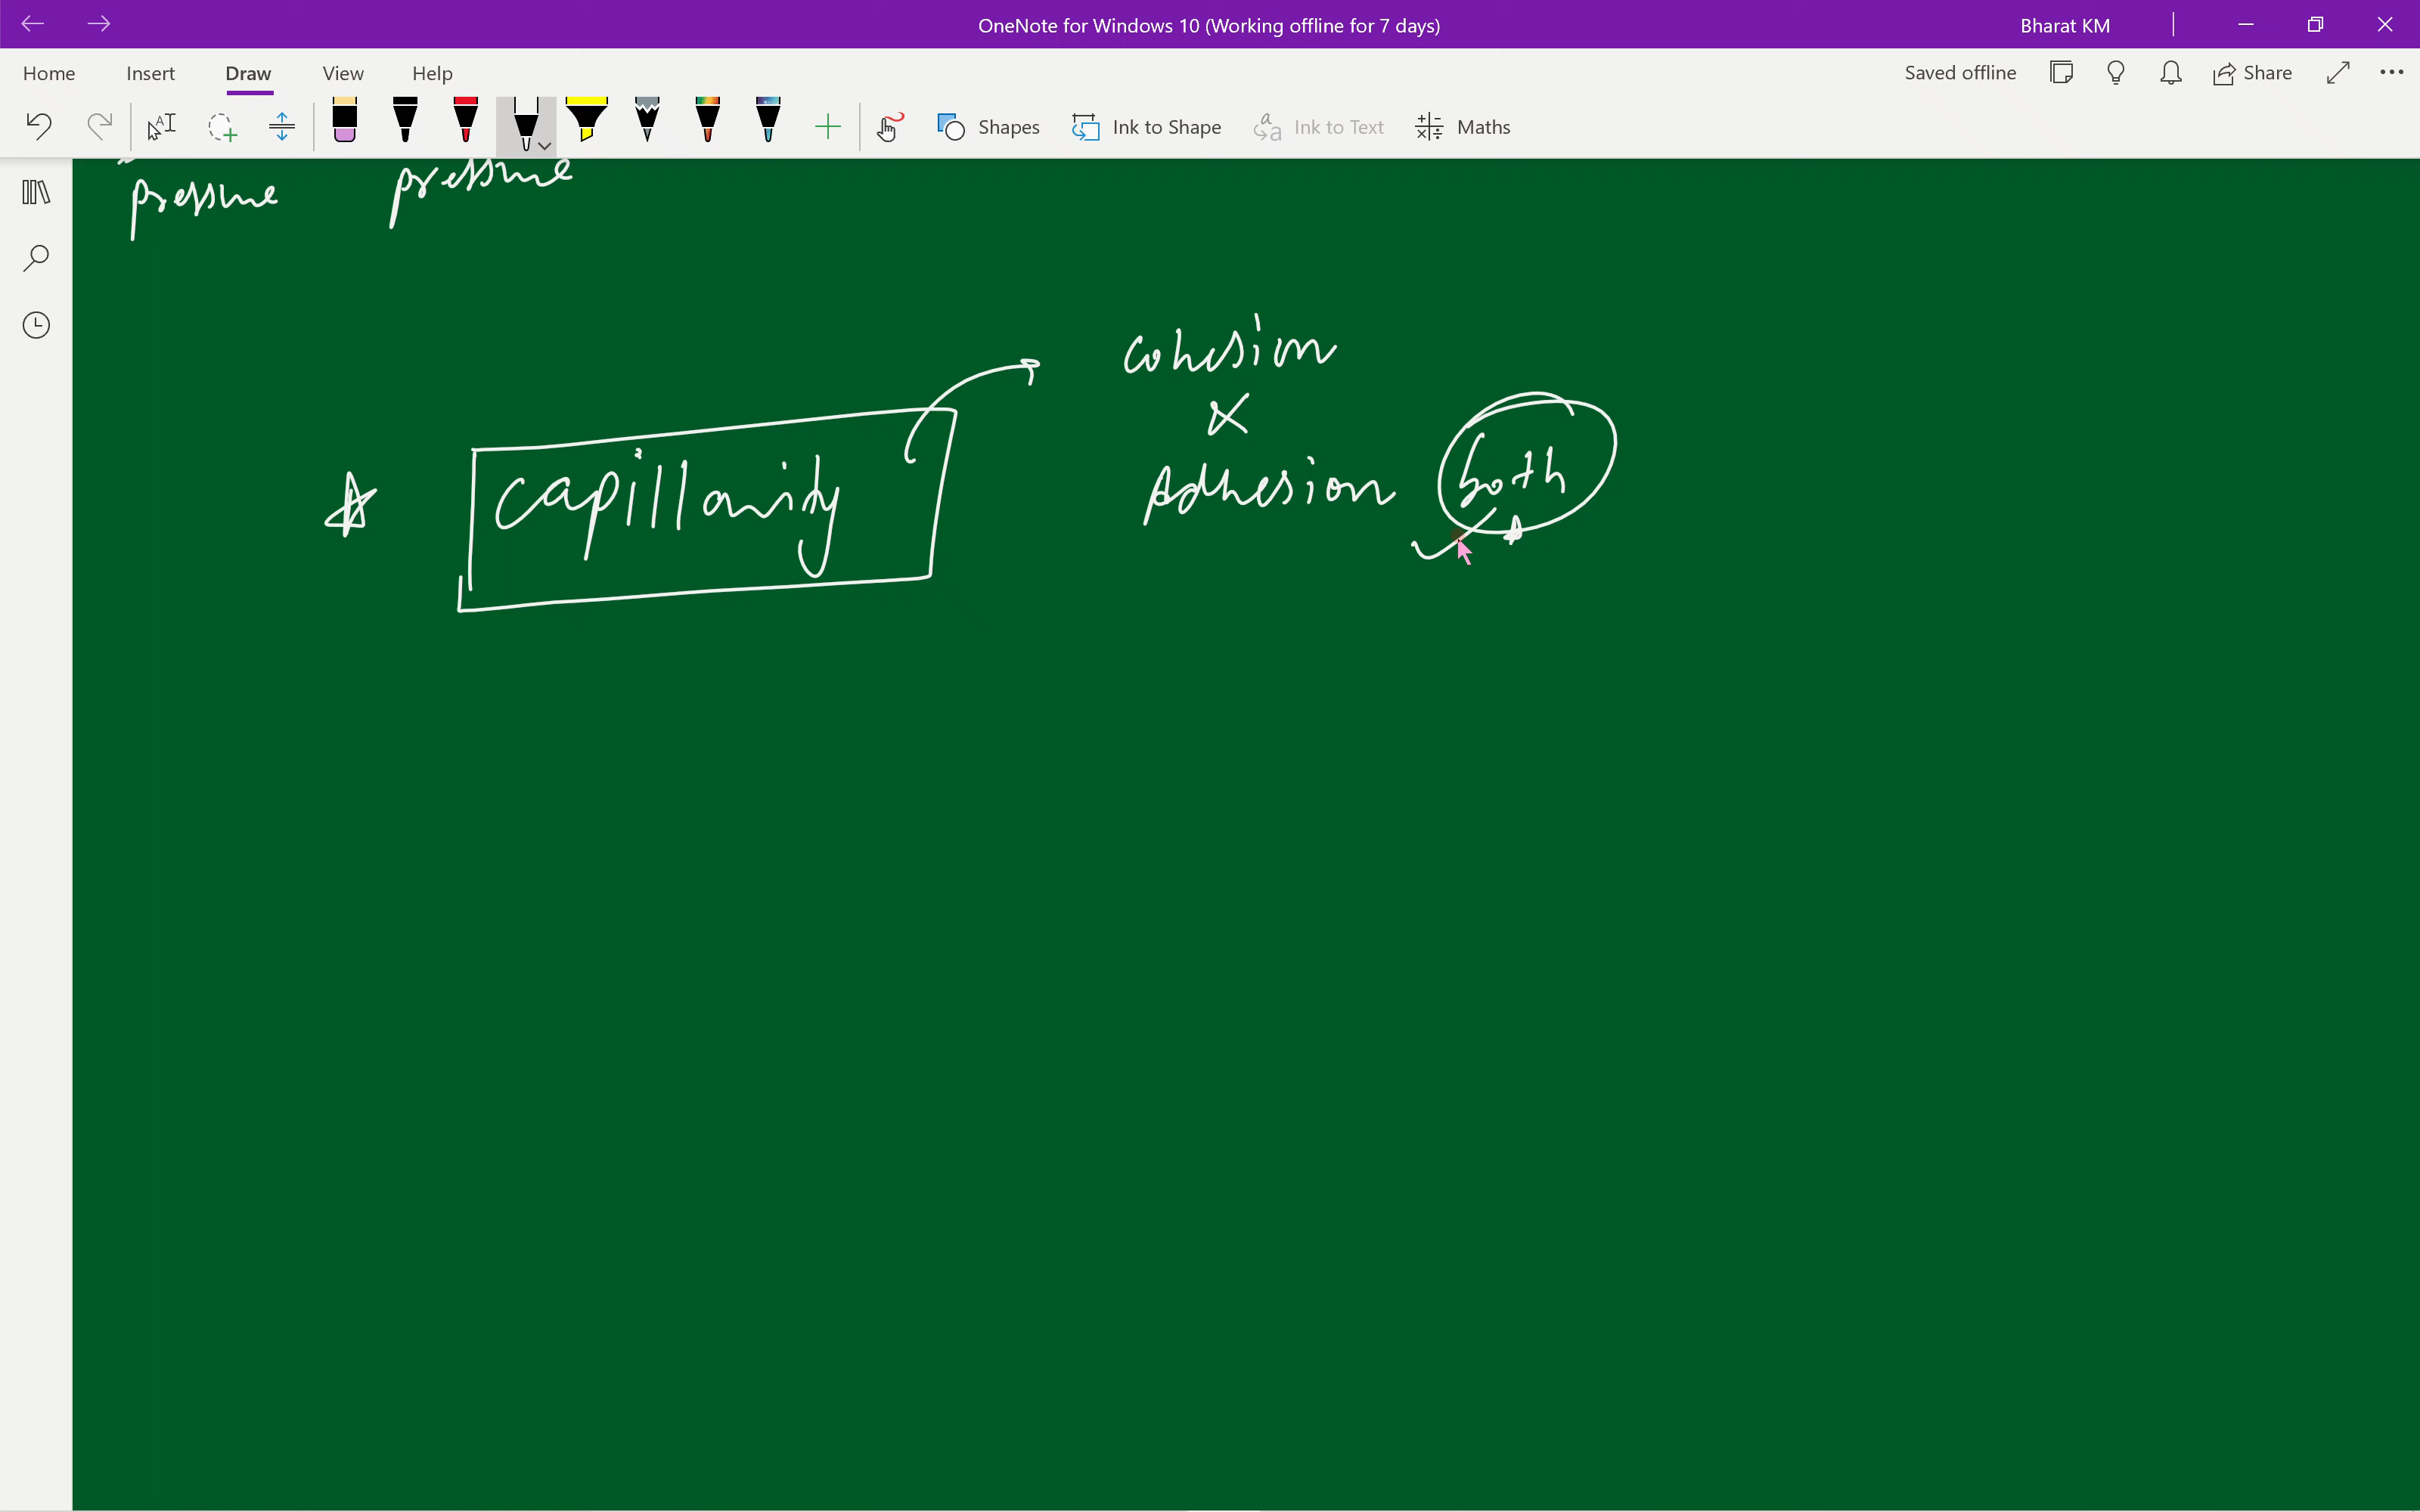 OneNote for Windows 10 (Working offline for 7 days)
Bharat KM
Home Insert Draw View Help
Saved offline Share
Shapes Ink to Shape Ink to Text Maths
pressure pressure
cohesion
&
Adhesion both
capillarity